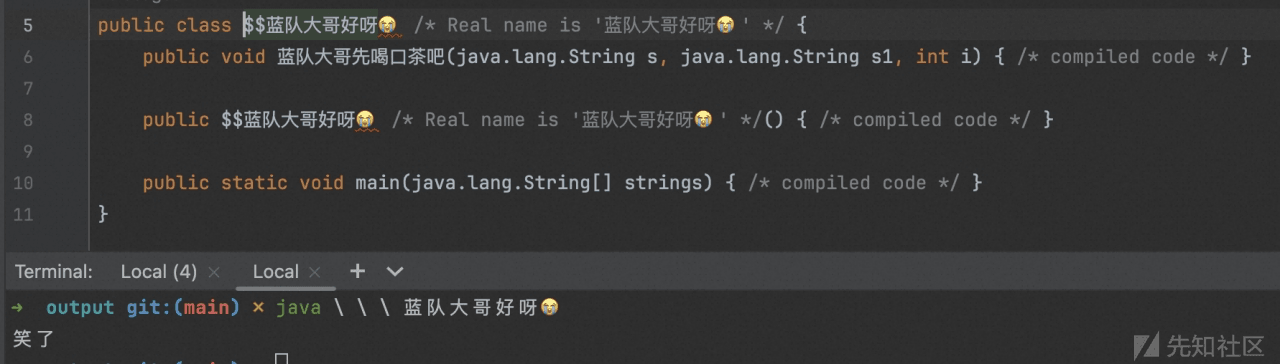 5 public class $$蓝队大哥好呀😭 /* Real name is '蓝队大哥好呀😭 ' */ {
6 public void 蓝队大哥先喝口茶吧(java.lang.String s, java.lang.String s1, int i) { /* compiled code */ }
7
8 public $$蓝队大哥好呀😭 /* Real name is '蓝队大哥好呀😭 ' */() { /* compiled code */ }
9
10 public static void main(java.lang.String[] strings) { /* compiled code */ }
11 }
Terminal: Local (4) × Local × +
→ output git:(main) × java \ \ \ 蓝队大哥好呀😭
笑了
先知社区